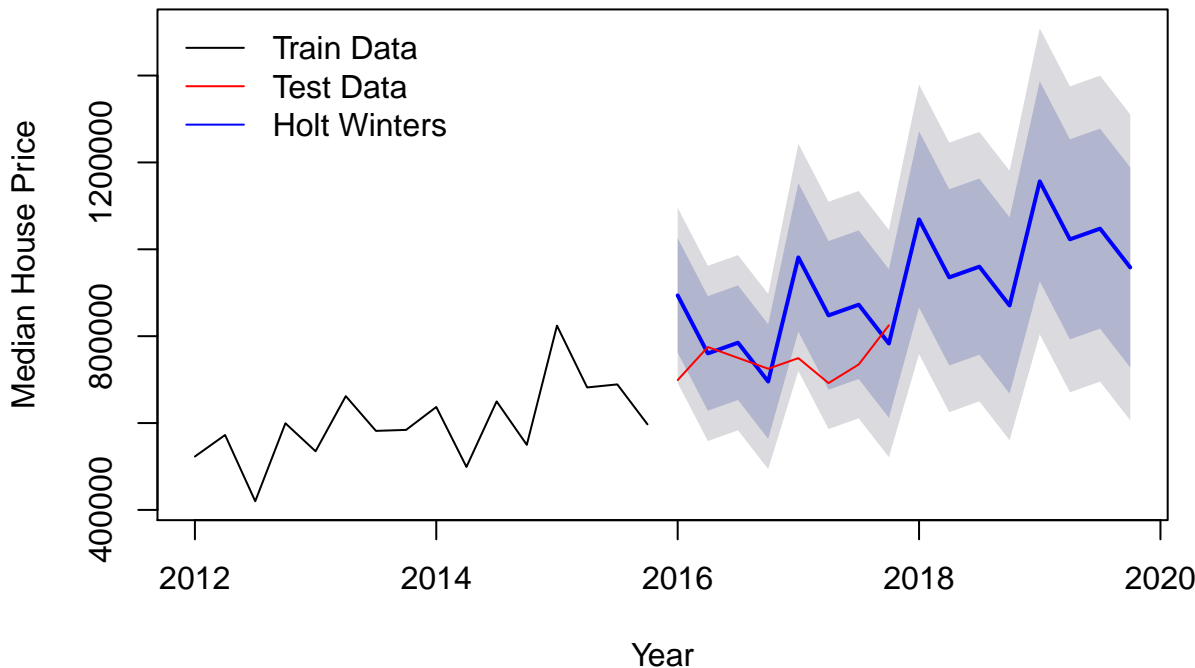 Train Data
Test Data
Holt Winters
Median House Price
1200000
800000
400000
2012 2014 2016 2018 2020
Year